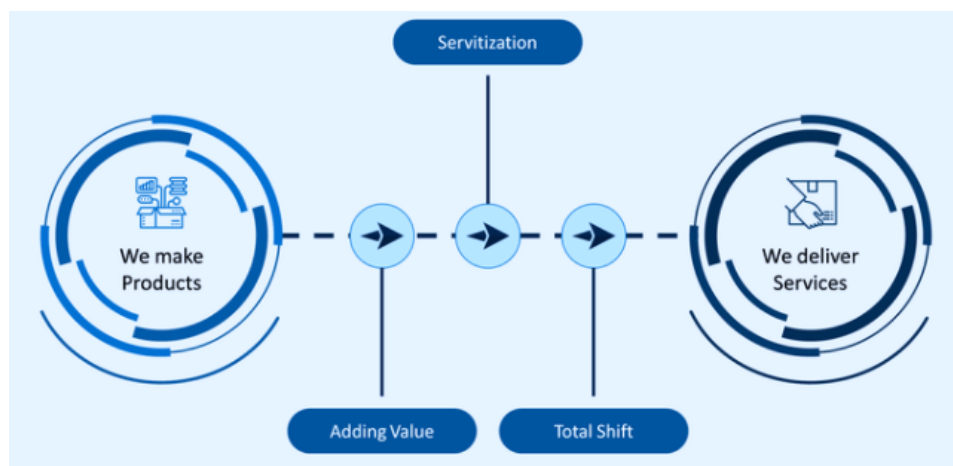 Servitization
We make
Products
We deliver
Services
Adding Value
Total Shift